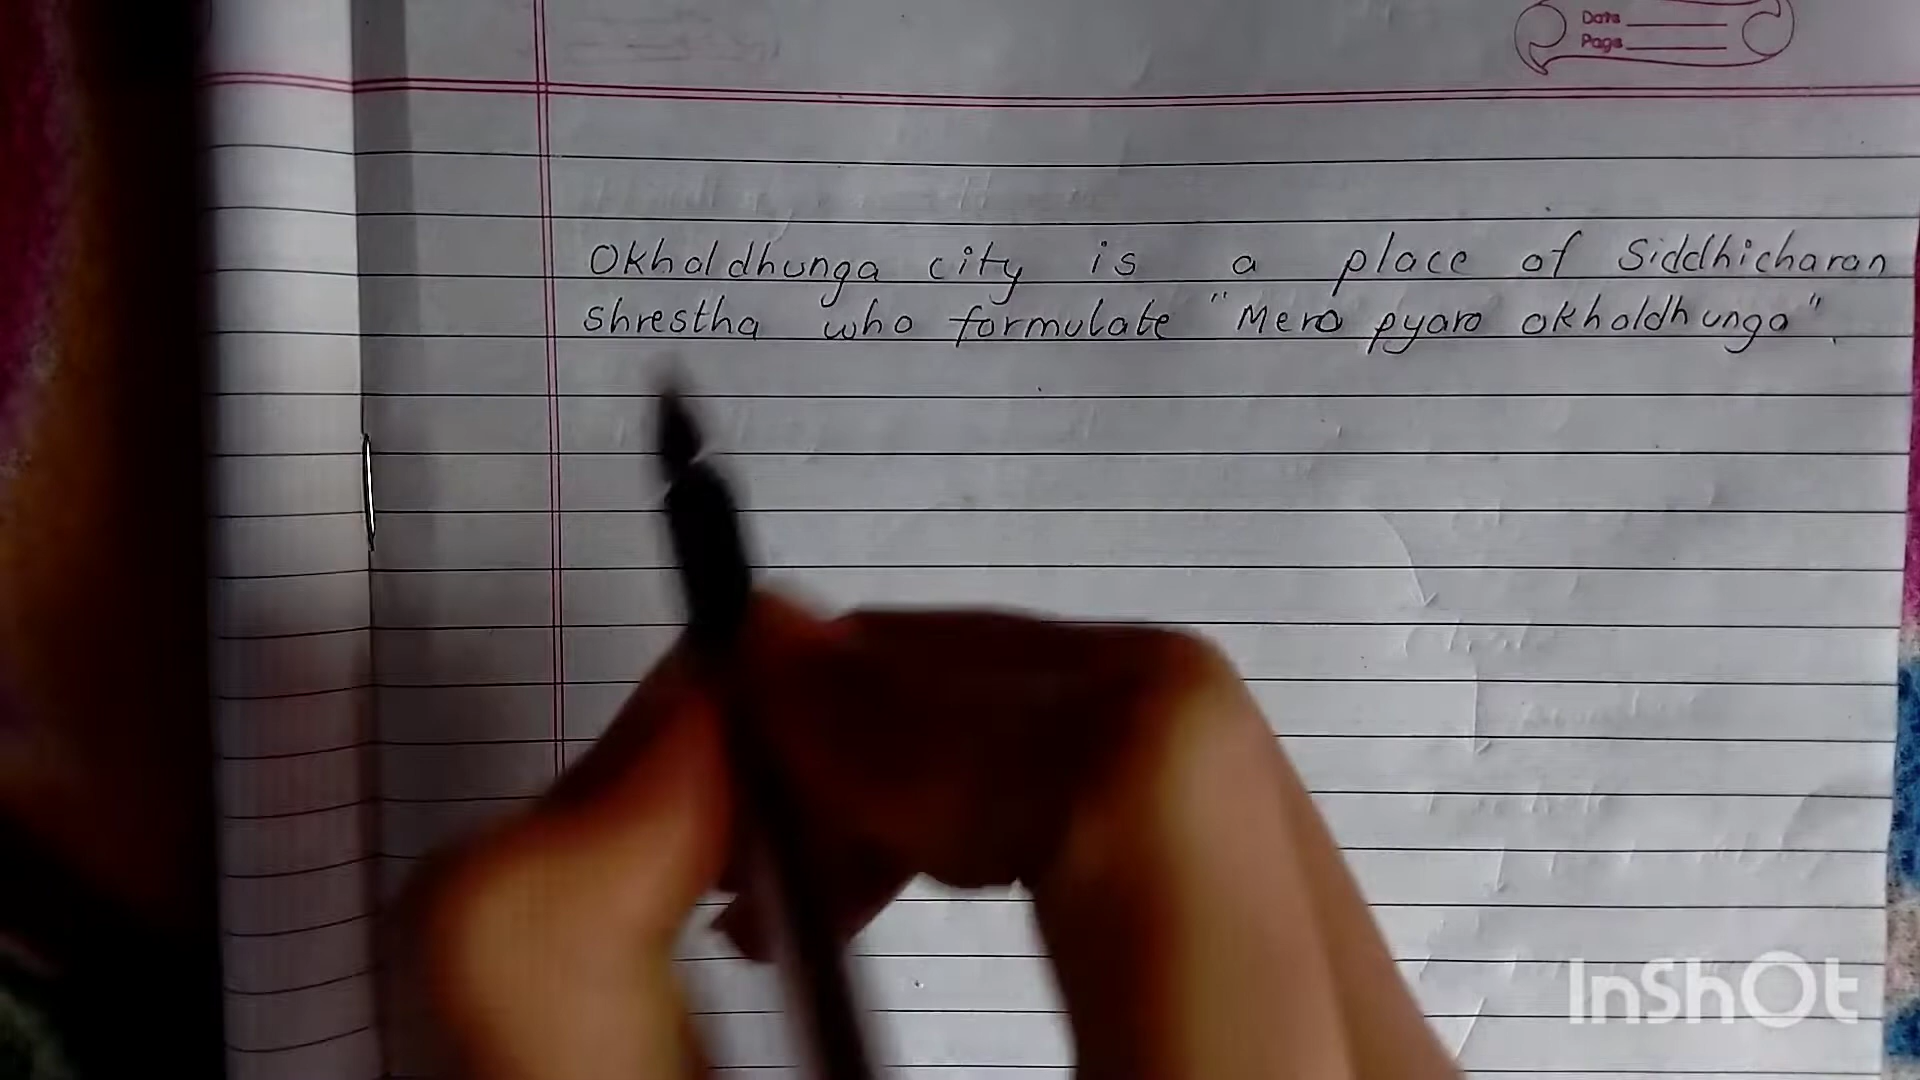 Date
Page
Okhaldhunga city is a place of Siddhicharan
shrestha who formulate "Mero pyaro okhaldhunga".
InShOt